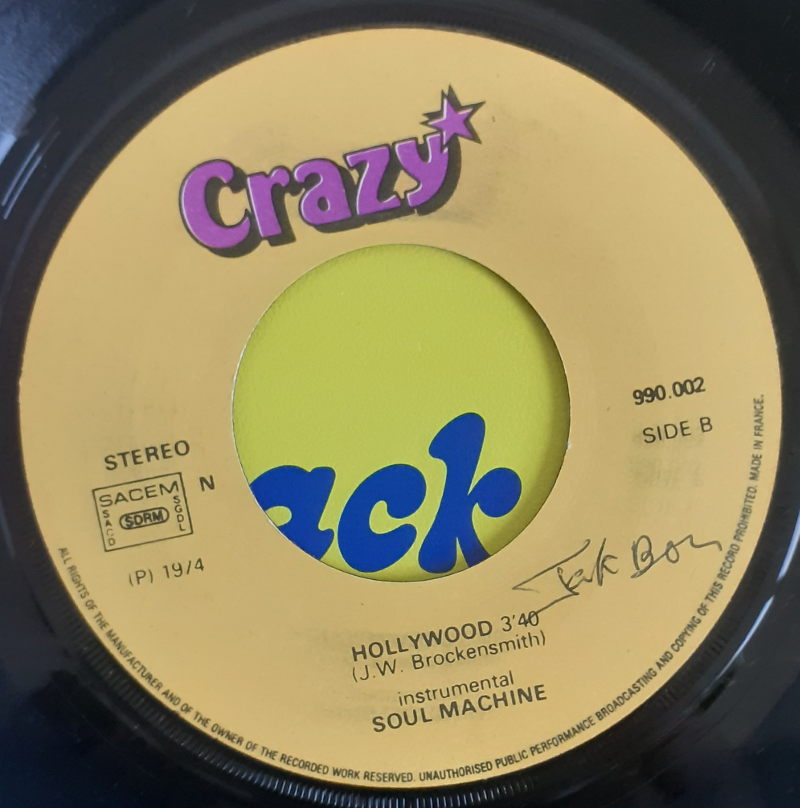 Crazy
990.002
SIDE B
STEREO
SACEM
SACD
SDRM
SGDL
N
(P) 1974
ack
HOLLYWOOD 3'40
(J.W. Brockensmith)
instrumental
SOUL MACHINE
ALL RIGHTS OF THE MANUFACTURER AND OF THE OWNER OF THE RECORDED WORK RESERVED. UNAUTHORISED PUBLIC PERFORMANCE BROADCASTING AND COPYING OF THIS RECORD PROHIBITED. MADE IN FRANCE.